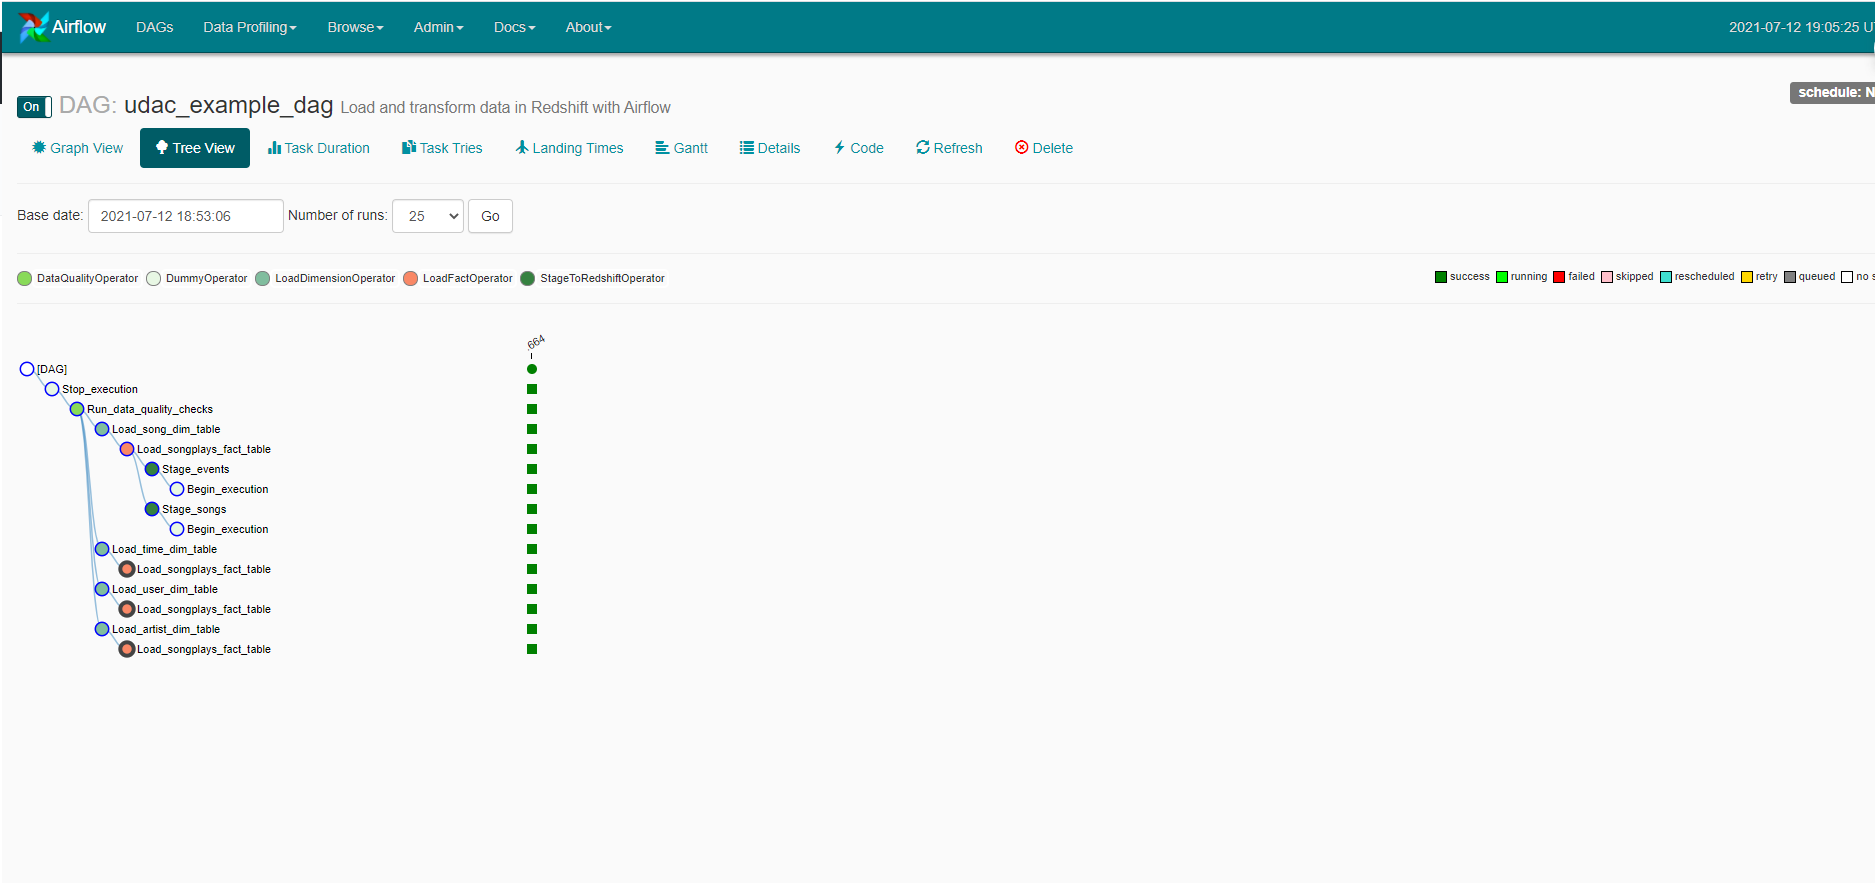 Airflow DAGs Data Profiling Browse Admin Docs About 2021-07-12 19:05:25
On DAG: udac_example_dag Load and transform data in Redshift with Airflow schedule:
Graph View Tree View Task Duration Task Tries Landing Times Gantt Details Code Refresh Delete
Base date: 2021-07-12 18:53:06 Number of runs: 25 Go
DataQualityOperator DummyOperator LoadDimensionOperator LoadFactOperator StageToRedshiftOperator success running failed skipped rescheduled retry queued no
.664
[DAG]
Stop_execution
Run_data_quality_checks
Load_song_dim_table
Load_songplays_fact_table
Stage_events
Begin_execution
Stage_songs
Begin_execution
Load_time_dim_table
Load_songplays_fact_table
Load_user_dim_table
Load_songplays_fact_table
Load_artist_dim_table
Load_songplays_fact_table